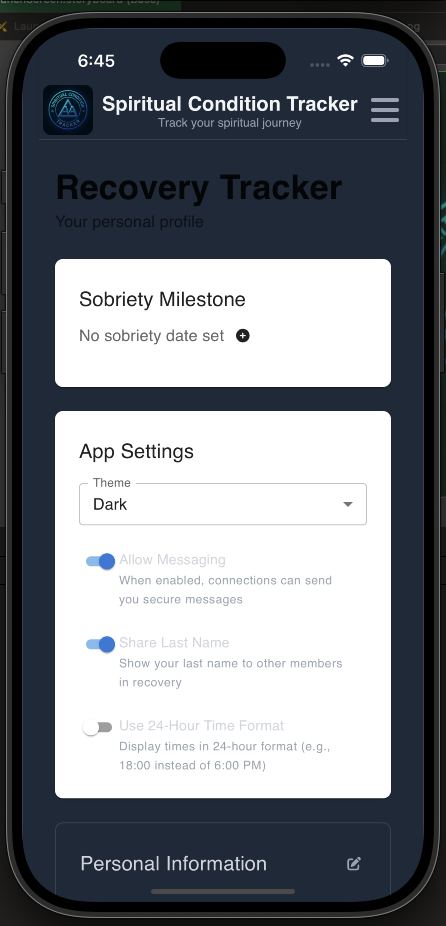 6:45
SPIRITUAL CONDITION
TRACKER
Spiritual Condition Tracker
Track your spiritual journey
Recovery Tracker
Your personal profile
Sobriety Milestone
No sobriety date set
App Settings
Theme
Dark
Allow Messaging
When enabled, connections can send
you secure messages
Share Last Name
Show your last name to other members
in recovery
Use 24-Hour Time Format
Display times in 24-hour format (e.g.,
18:00 instead of 6:00 PM)
Personal Information